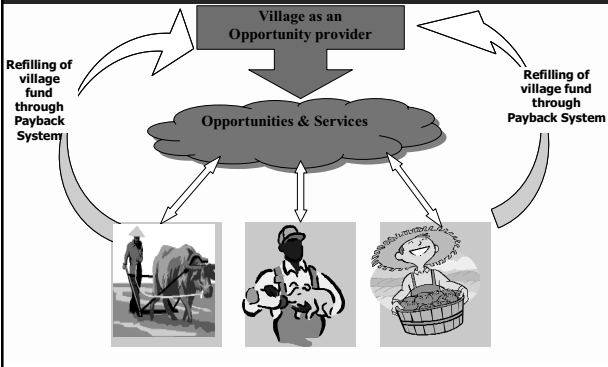 Village as an
Opportunity provider
Refilling of
village
fund
through
Payback
System
Refilling of
village fund
through
Payback System
Opportunities & Services